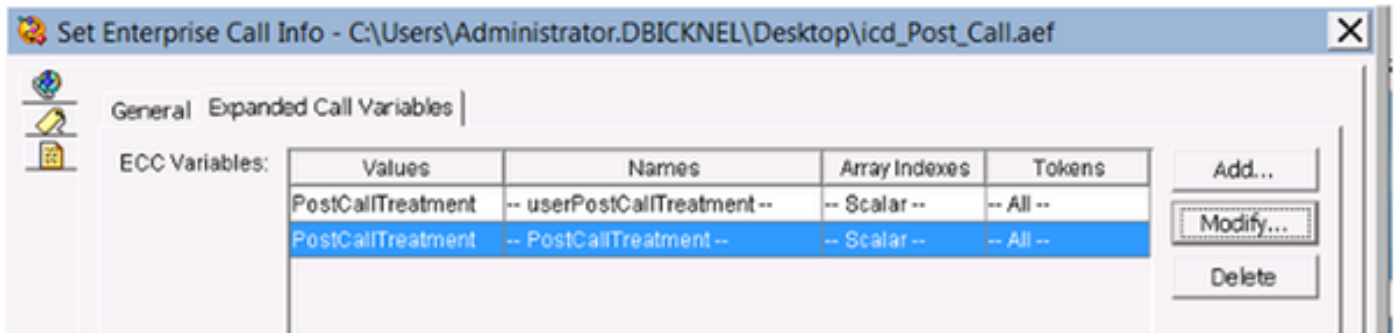 Set Enterprise Call Info - C:\Users\Administrator.DBICKNEL\Desktop\icd_Post_Call.aef
General Expanded Call Variables
ECC Variables: Values Names Array Indexes Tokens Add...
PostCallTreatment -- userPostCallTreatment -- -- Scalar -- -- All --
Modify...
PostCallTreatment -- PostCallTreatment -- -- Scalar -- -- All --
Delete